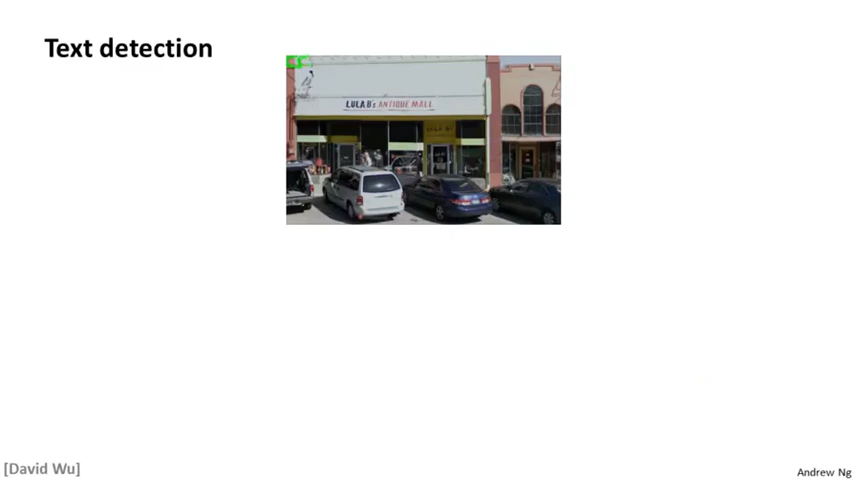 Text detection
LULA B's ANTIQUE MALL
[David Wu]
Andrew Ng